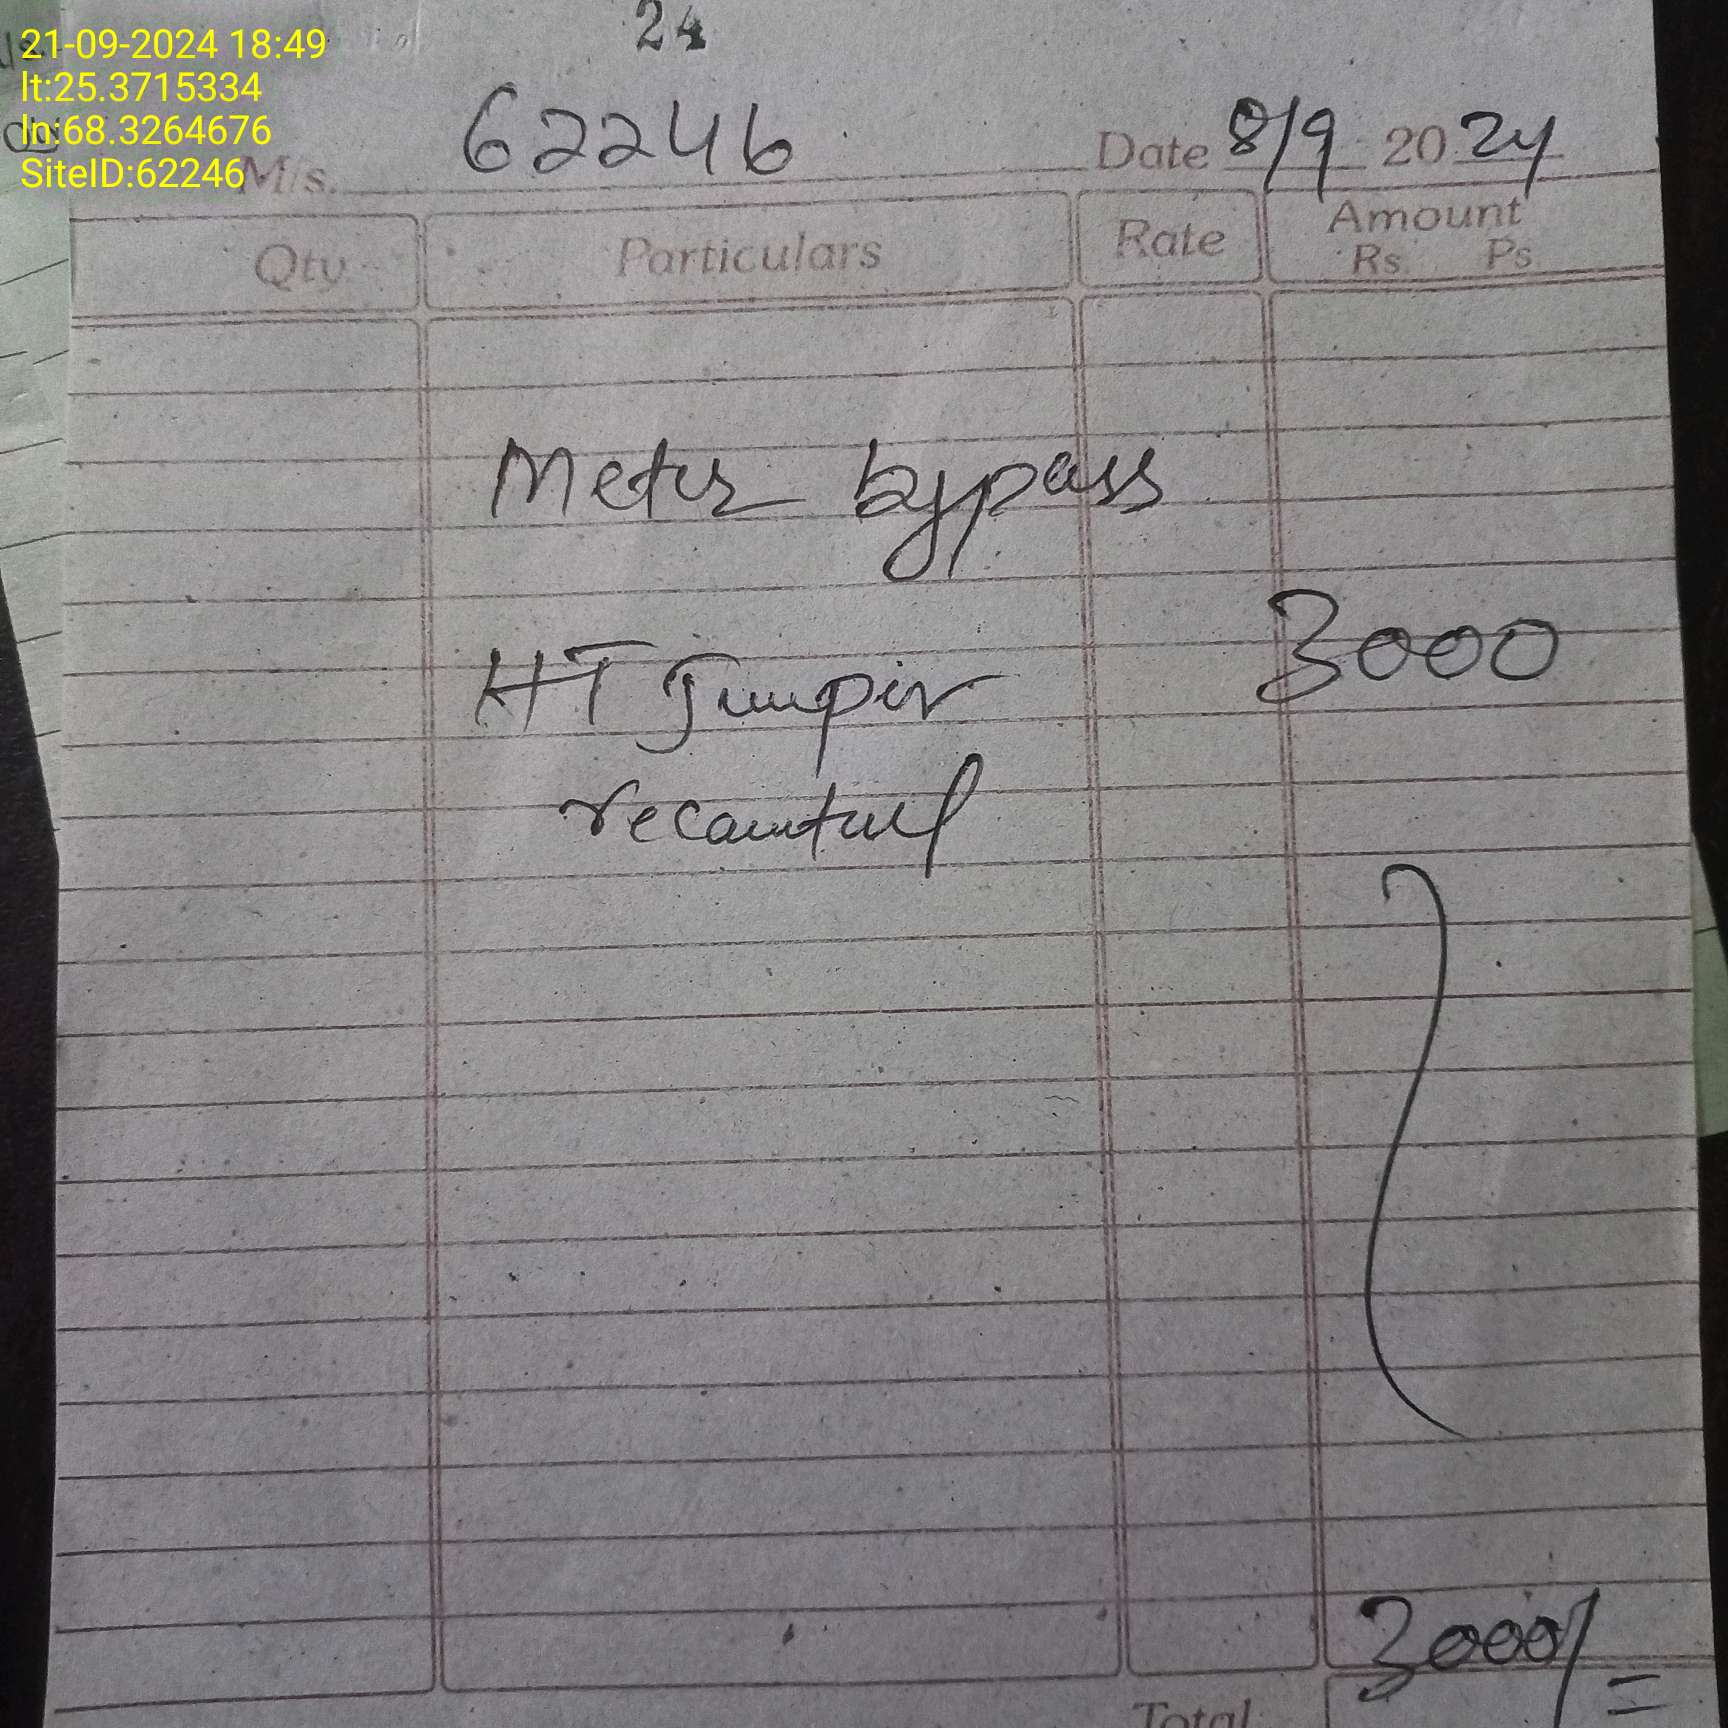 21-09-2024 18:49
lt:25.3715334
ln:68.3264676
SiteID:62246
24
M/s. 62246 Date 8/9 2024
Qty Particulars Rate Amount
Rs. Ps.
Meter bypass
HT Jumper 3000
3000/=
Total